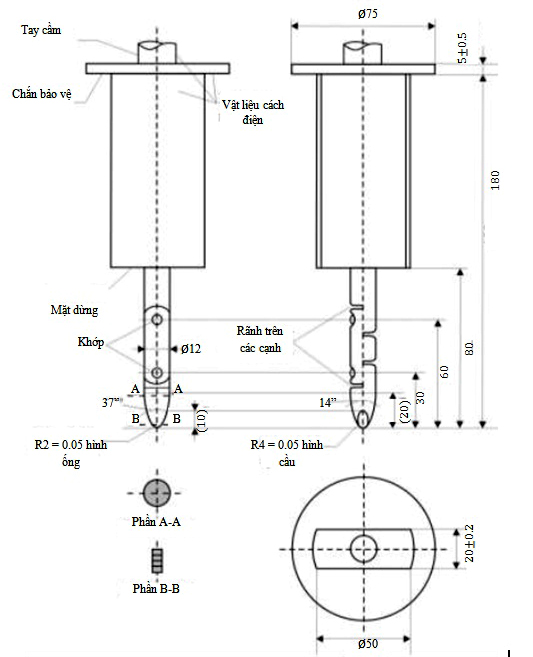 Ø75
Tay cầm
5±0.5
Chắn bảo vệ
Vật liệu cách
điện
180
Mặt dừng
Khớp
Rãnh trên
các cạnh
Ø12
80
60
30
(20)
A A
37°
14°
B B
(10)
R2 = 0.05 hình
ống
R4 = 0.05 hình
cầu
Phần A-A
Phần B-B
20±0.2
Ø50